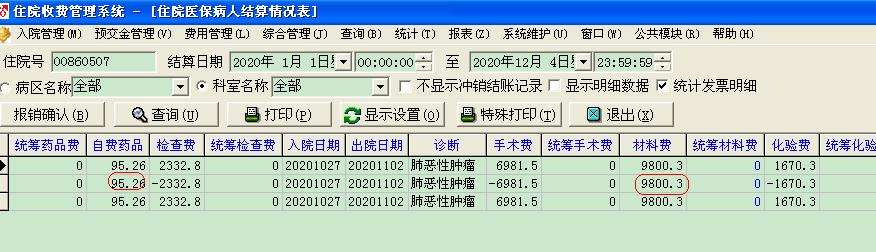 住院收费管理系统 - [住院医保病人结算情况表]
入院管理(M) 预交金管理(V) 费用管理(L) 综合管理(J) 查询(B) 统计(T) 报表(Z) 系统维护(U) 窗口(W) 公共模块(R) 帮助(H)
住院号 00860507 结算日期 2020年 1月 1日 00:00:00 至 2020年12月 4日 23:59:59
病区名称 全部 科室名称 全部 不显示冲销结账记录 显示明细数据 统计发票明细
报销确认(B) 查询(U) 打印(P) 显示设置(O) 特殊打印(T) 退出(X)
统筹药品费 自费药品 检查费 统筹检查费 入院日期 出院日期 诊断 手术费 统筹手术费 材料费 统筹材料费 化验费 统筹化验
0 95.26 2332.8 0 20201027 20201102 肺恶性肿瘤 6981.5 0 9800.3 0 1670.3
0 95.26 -2332.8 0 20201027 20201102 肺恶性肿瘤 -6981.5 0 9800.3 0 -1670.3
0 95.26 2332.8 0 20201027 20201102 肺恶性肿瘤 6981.5 0 9800.3 0 1670.3